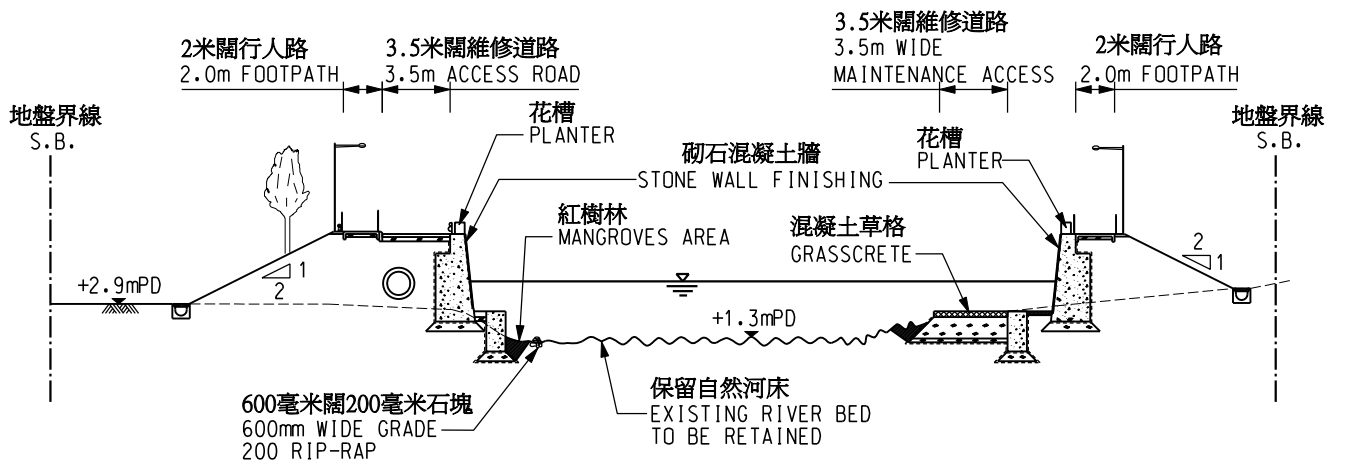 2米闊行人路
2.0m FOOTPATH
3.5米闊維修道路
3.5m ACCESS ROAD
3.5米闊維修道路
3.5m WIDE
MAINTENANCE ACCESS
2米闊行人路
2.0m FOOTPATH
地盤界線
S.B.
花槽
PLANTER
砌石混凝土牆
STONE WALL FINISHING
花槽
PLANTER
地盤界線
S.B.
紅樹林
MANGROVES AREA
混凝土草格
GRASSCRETE
1
2
2
1
+2.9mPD
+1.3mPD
600毫米闊200毫米石塊
600mm WIDE GRADE
200 RIP-RAP
保留自然河床
EXISTING RIVER BED
TO BE RETAINED